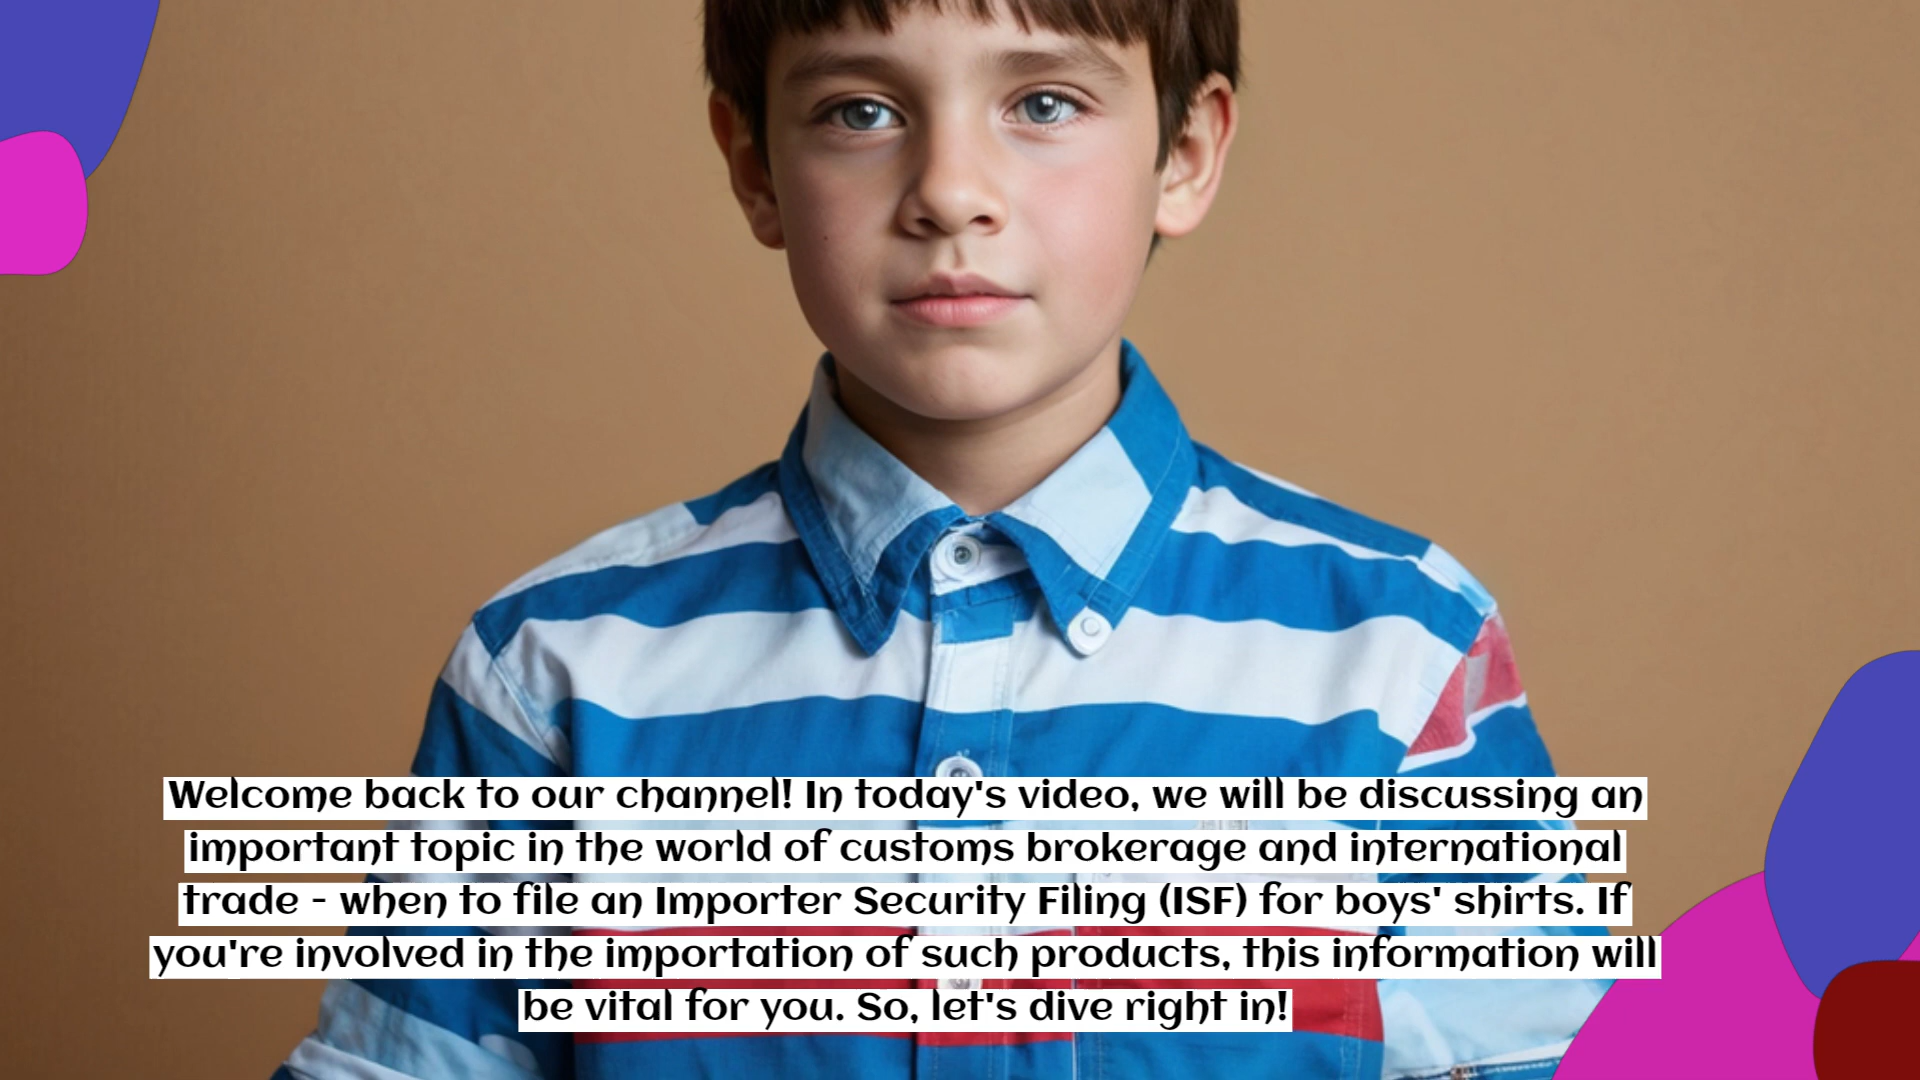 Welcome back to our channel! In today's video, we will be discussing an
important topic in the world of customs brokerage and international
trade - when to file an Importer Security Filing (ISF) for boys' shirts. If
you're involved in the importation of such products, this information will
be vital for you. So, let's dive right in!